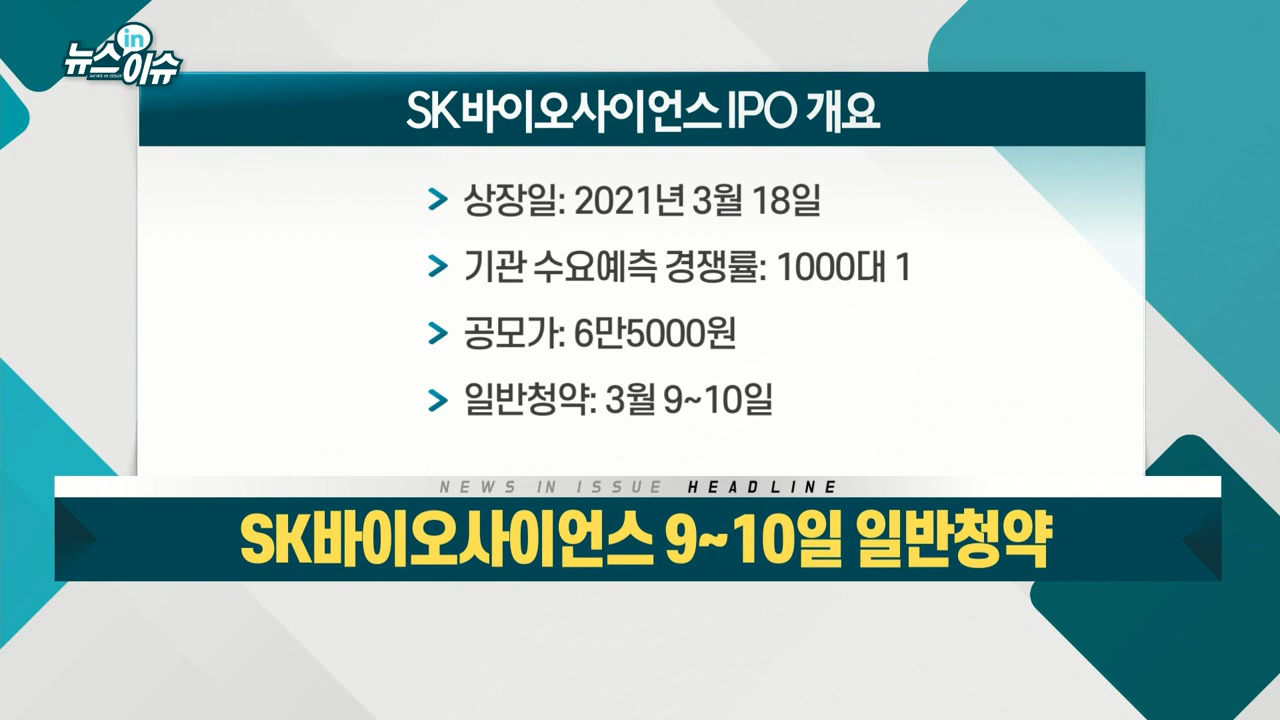 뉴스in이슈
NEWS IN ISSUE
SK바이오사이언스 IPO 개요
> 상장일: 2021년 3월 18일
> 기관 수요예측 경쟁률: 1000대 1
> 공모가: 6만5000원
> 일반청약: 3월 9~10일
NEWS IN ISSUE HEADLINE
SK바이오사이언스 9~10일 일반청약